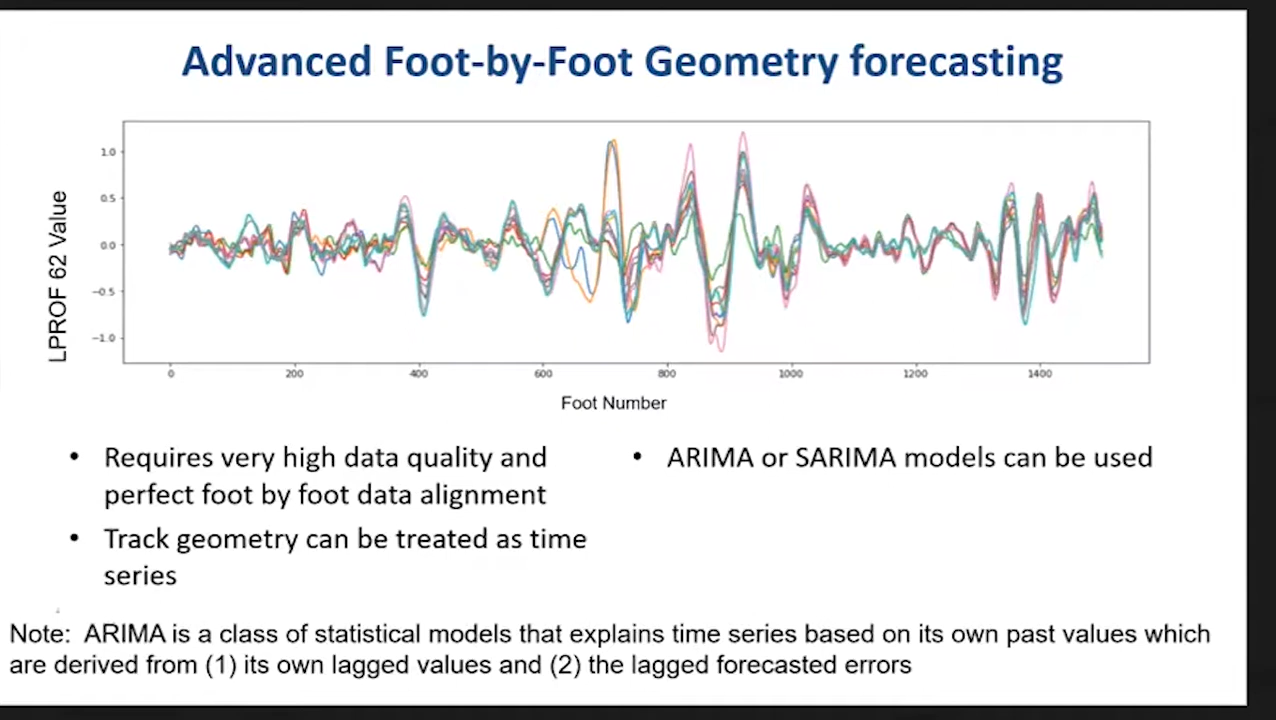 Advanced Foot-by-Foot Geometry forecasting
LPROF 62 Value
1.0
0.5
0.0
−0.5
−1.0
0
200
400
600
800
1000
1200
1400
Foot Number
• Requires very high data quality and
perfect foot by foot data alignment
• Track geometry can be treated as time
series
• ARIMA or SARIMA models can be used
Note: ARIMA is a class of statistical models that explains time series based on its own past values which
are derived from (1) its own lagged values and (2) the lagged forecasted errors